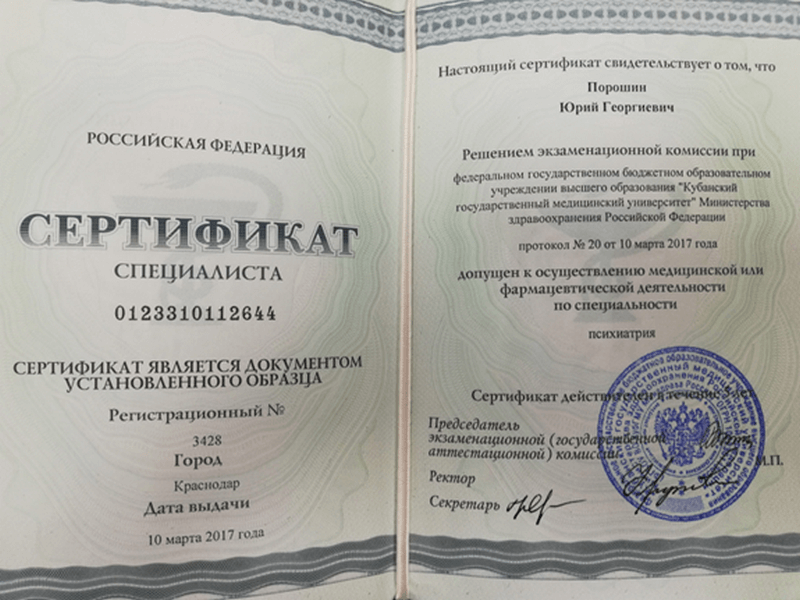 РОССИЙСКАЯ ФЕДЕРАЦИЯ
СЕРТИФИКАТ
СПЕЦИАЛИСТА
0123310112644
СЕРТИФИКАТ ЯВЛЯЕТСЯ ДОКУМЕНТОМ
УСТАНОВЛЕННОГО ОБРАЗЦА
Регистрационный №
3428
Город
Краснодар
Дата выдачи
10 марта 2017 года
Настоящий сертификат свидетельствует о том, что
Порошин
Юрий Георгиевич
Решением экзаменационной комиссии при
федеральном государственном бюджетном образовательном
учреждении высшего образования "Кубанский
государственный медицинский университет" Министерства
здравоохранения Российской Федерации
протокол № 20 от 10 марта 2017 года
допущен к осуществлению медицинской или
фармацевтической деятельности
по специальности
психиатрия
Сертификат действителен в течение
Председатель
экзаменационной (государственной
аттестационной) комиссии
М.П.
Ректор
Секретарь